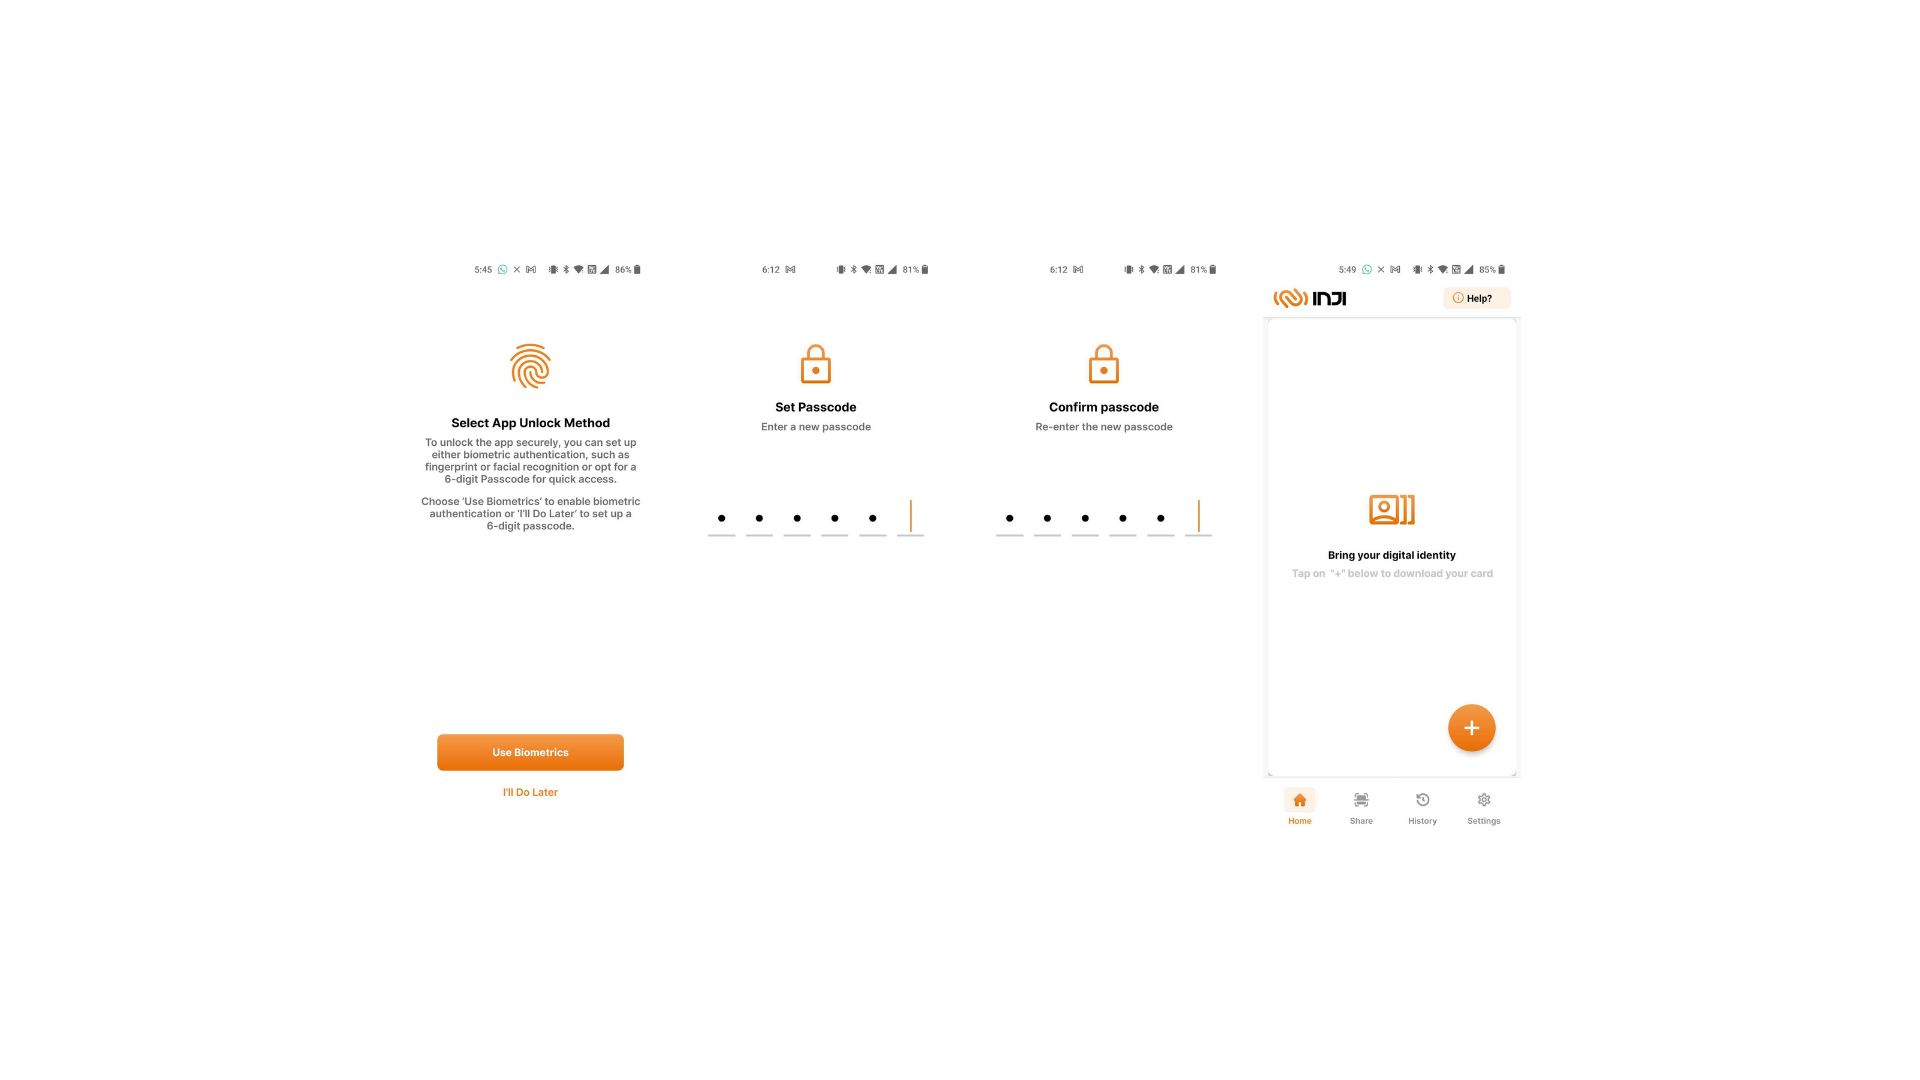 5:45 86%
Select App Unlock Method
To unlock the app securely, you can set up
either biometric authentication, such as
fingerprint or facial recognition or opt for a
6-digit Passcode for quick access.
Choose ‘Use Biometrics’ to enable biometric
authentication or ‘I’ll Do Later’ to set up a
6-digit passcode.
Use Biometrics
I'll Do Later
6:12 81%
Set Passcode
Enter a new passcode
6:12 81%
Confirm passcode
Re-enter the new passcode
5:49 85%
INJI
Help?
Bring your digital identity
Tap on "+" below to download your card
Home
Share
History
Settings